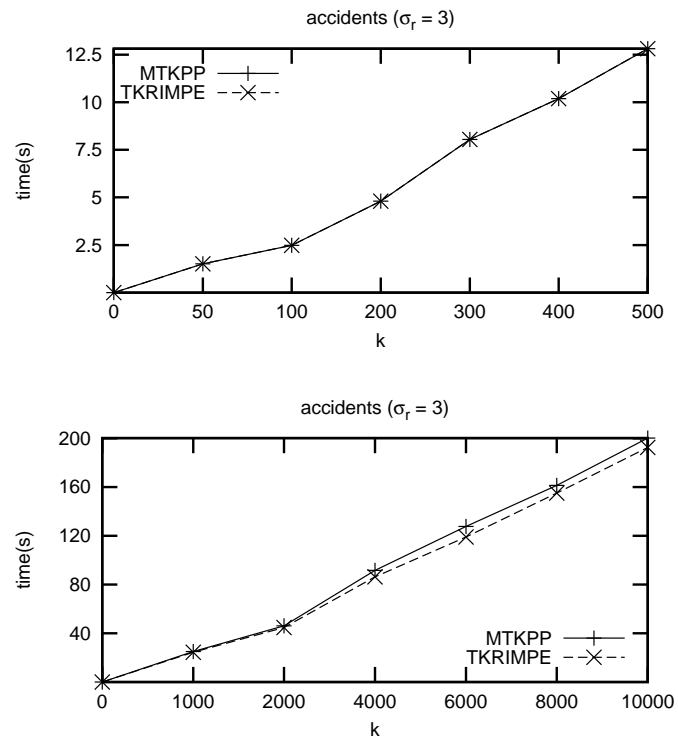 accidents (σr = 3)
12.5
10
7.5
5
2.5
time(s)
MTKPP
TKRIMPE
0 50 100 200 300 400 500
k
accidents (σr = 3)
200
160
120
80
40
time(s)
MTKPP
TKRIMPE
0 1000 2000 4000 6000 8000 10000
k